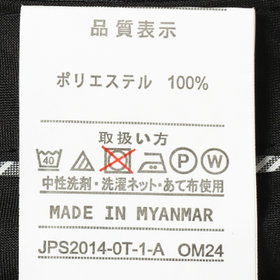 品質表示
ポリエステル 100%
取扱い方
40 P W
中性洗剤・洗濯ネット・あて布使用
MADE IN MYANMAR
JPS2014-0T-1-A OM24